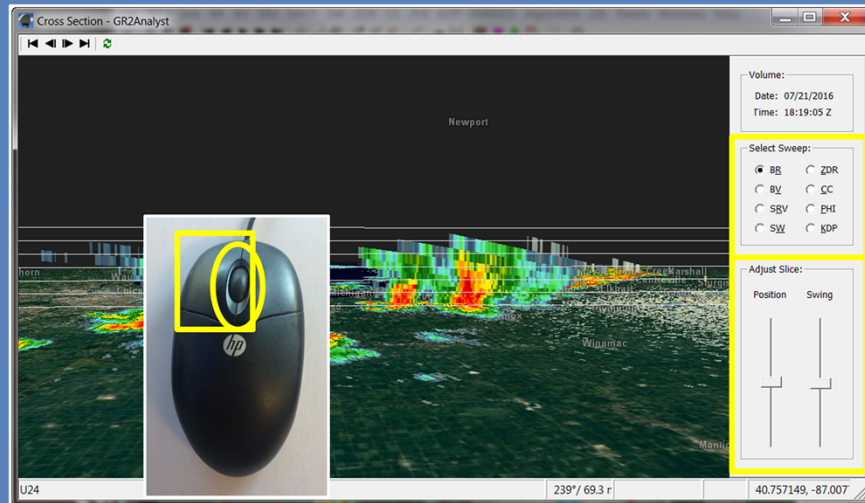 Cross Section - GR2Analyst
Volume:
Date: 07/21/2016
Time: 18:19:05 Z
Newport
Select Sweep:
BR
ZDR
BV
CC
SRV
PHI
SW
KDP
Adjust Slice:
Position
Swing
Winamac
hp
U24
239°/ 69.3 r
40.757149, -87.007